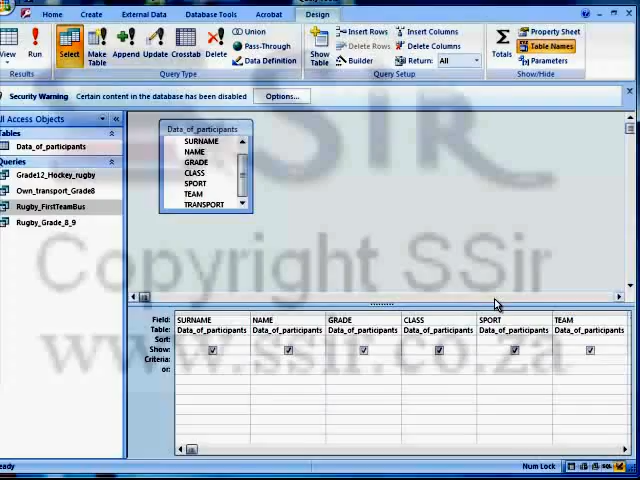 Home Create External Data Database Tools Acrobat Design
View Run Select Make Table Append Update Crosstab Delete
Union
Pass-Through
Data Definition
Show Table
Insert Rows
Delete Rows
Builder
Insert Columns
Delete Columns
Return: All
Totals
Property Sheet
Table Names
Parameters
Results Query Type Query Setup Show/Hide
Security Warning Certain content in the database has been disabled Options...
All Access Objects
Tables
Data_of_participants
Queries
Grade12_Hockey_rugby
Own_transport_Grade8
Rugby_FirstTeamBus
Rugby_Grade_8_9
Data_of_participants
SURNAME
NAME
GRADE
CLASS
SPORT
TEAM
TRANSPORT
SSir
Copyright SSir
www.ssir.co.za
Field: SURNAME NAME GRADE CLASS SPORT TEAM
Table: Data_of_participants Data_of_participants Data_of_participants Data_of_participants Data_of_participants Data_of_participants
Sort:
Show:
Criteria:
or:
Ready Num Lock SQL